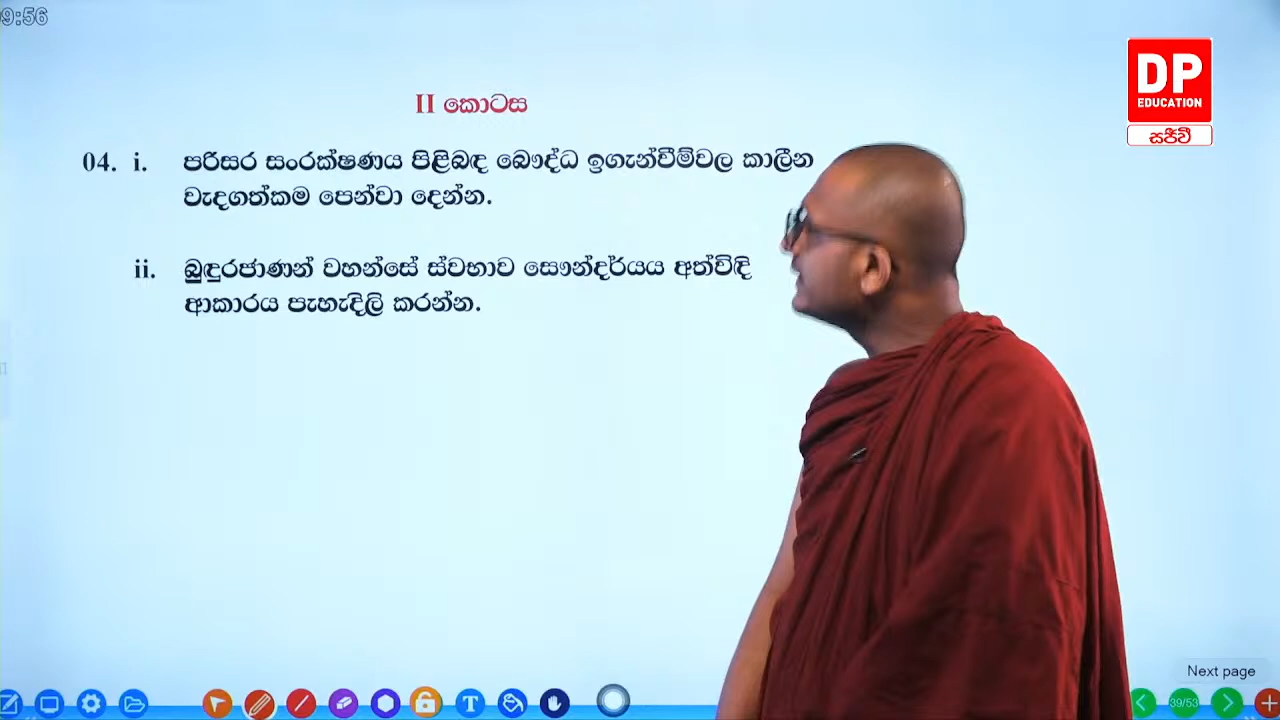 9:56
DP
EDUCATION
සජීවී
II කොටස
04. i. පරිසර සංරක්ෂණය පිළිබඳ බෞද්ධ ඉගැන්වීම්වල කාලීන
වැදගත්කම පෙන්වා දෙන්න.
ii. බුදුරජාණන් වහන්සේ ස්වභාව සෞන්දර්යය අත්විඳි
ආකාරය පැහැදිලි කරන්න.
Next page
39/53